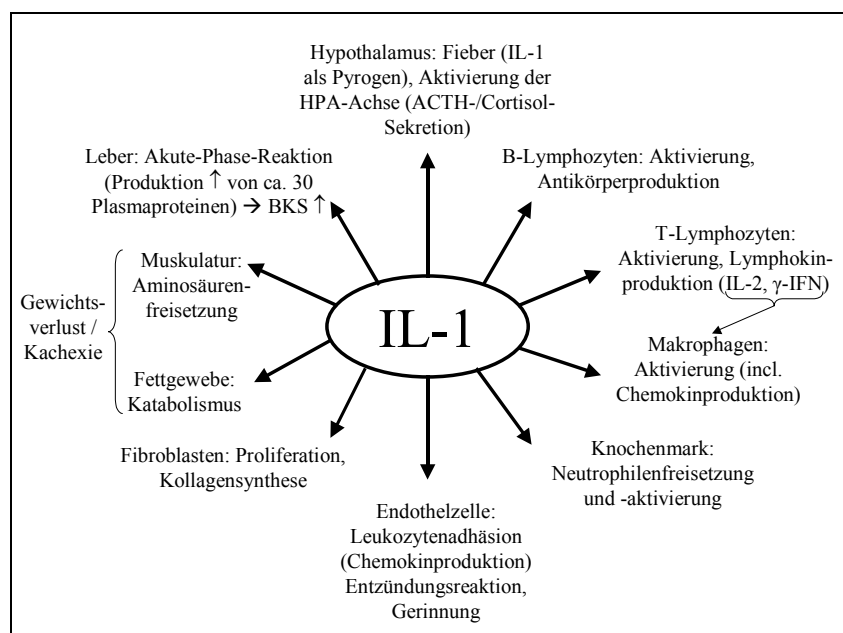 Hypothalamus: Fieber (IL-1
als Pyrogen), Aktivierung der
HPA-Achse (ACTH-/Cortisol-
Sekretion)
Leber: Akute-Phase-Reaktion
(Produktion ↑ von ca. 30
Plasmaproteinen) → BKS ↑
B-Lymphozyten: Aktivierung,
Antikörperproduktion
T-Lymphozyten:
Aktivierung, Lymphokin-
produktion (IL-2, γ-IFN)
Muskulatur:
Aminosäuren-
freisetzung
Gewichts-
verlust /
Kachexie
IL-1
Makrophagen:
Aktivierung (incl.
Chemokinproduktion)
Fettgewebe:
Katabolismus
Fibroblasten: Proliferation,
Kollagensynthese
Knochenmark:
Neutrophilenfreisetzung
und -aktivierung
Endothelzelle:
Leukozytenadhäsion
(Chemokinproduktion)
Entzündungsreaktion,
Gerinnung